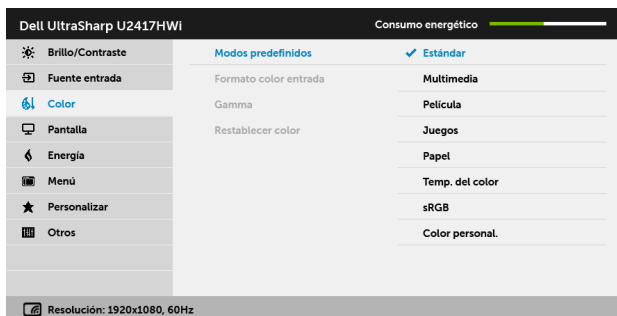 Dell UltraSharp U2417HWi
Consumo energético
Brillo/Contraste
Modos predefinidos
Estándar
Fuente entrada
Formato color entrada
Multimedia
Color
Gamma
Película
Pantalla
Restablecer color
Juegos
Energía
Papel
Menú
Temp. del color
Personalizar
sRGB
Otros
Color personal.
Resolución: 1920x1080, 60Hz